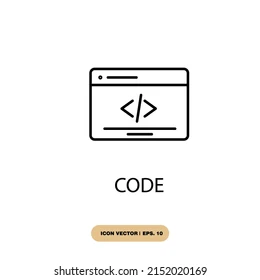 </>
CODE
ICON VECTOR | EPS. 10
shutterstock.com · 2152020169